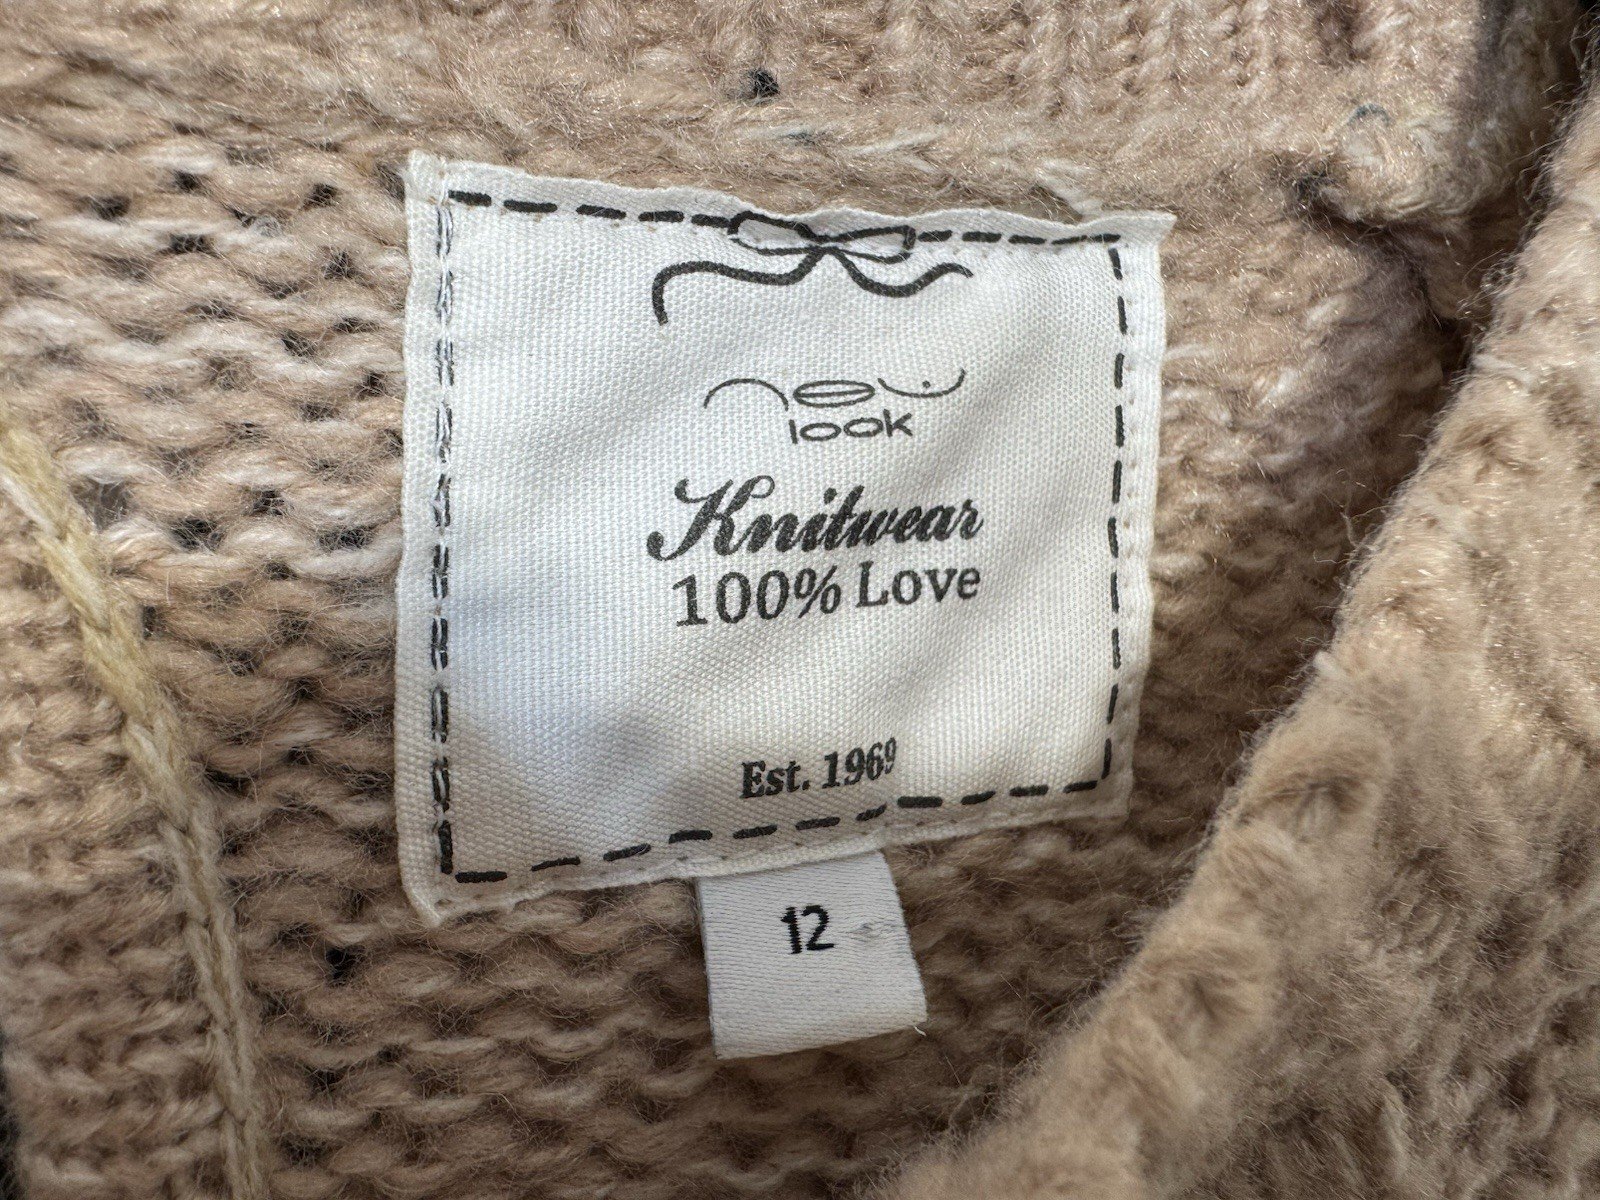 new
look
Knitwear
100% Love
Est. 1969
12